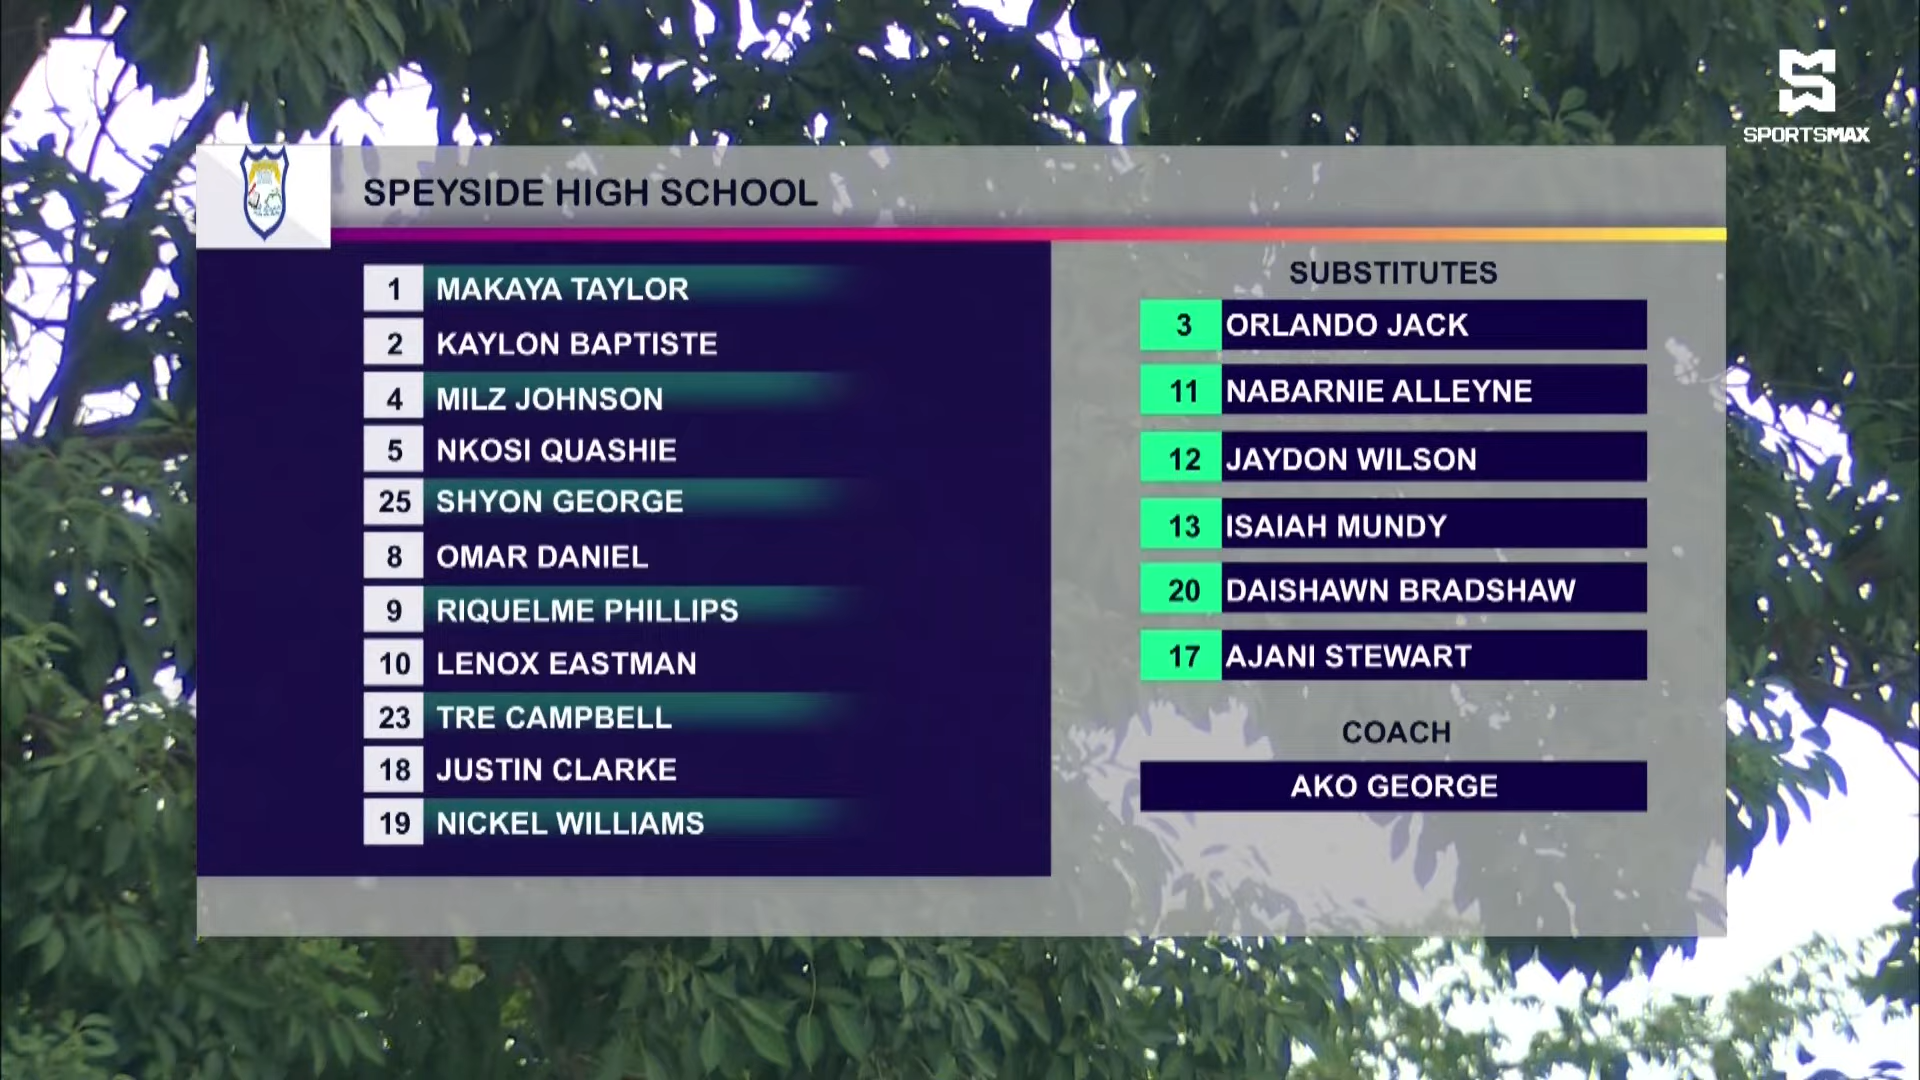 SPORTSMAX
SPEYSIDE HIGH SCHOOL
1 MAKAYA TAYLOR
2 KAYLON BAPTISTE
4 MILZ JOHNSON
5 NKOSI QUASHIE
25 SHYON GEORGE
8 OMAR DANIEL
9 RIQUELME PHILLIPS
10 LENOX EASTMAN
23 TRE CAMPBELL
18 JUSTIN CLARKE
19 NICKEL WILLIAMS
SUBSTITUTES
3 ORLANDO JACK
11 NABARNIE ALLEYNE
12 JAYDON WILSON
13 ISAIAH MUNDY
20 DAISHAWN BRADSHAW
17 AJANI STEWART
COACH
AKO GEORGE